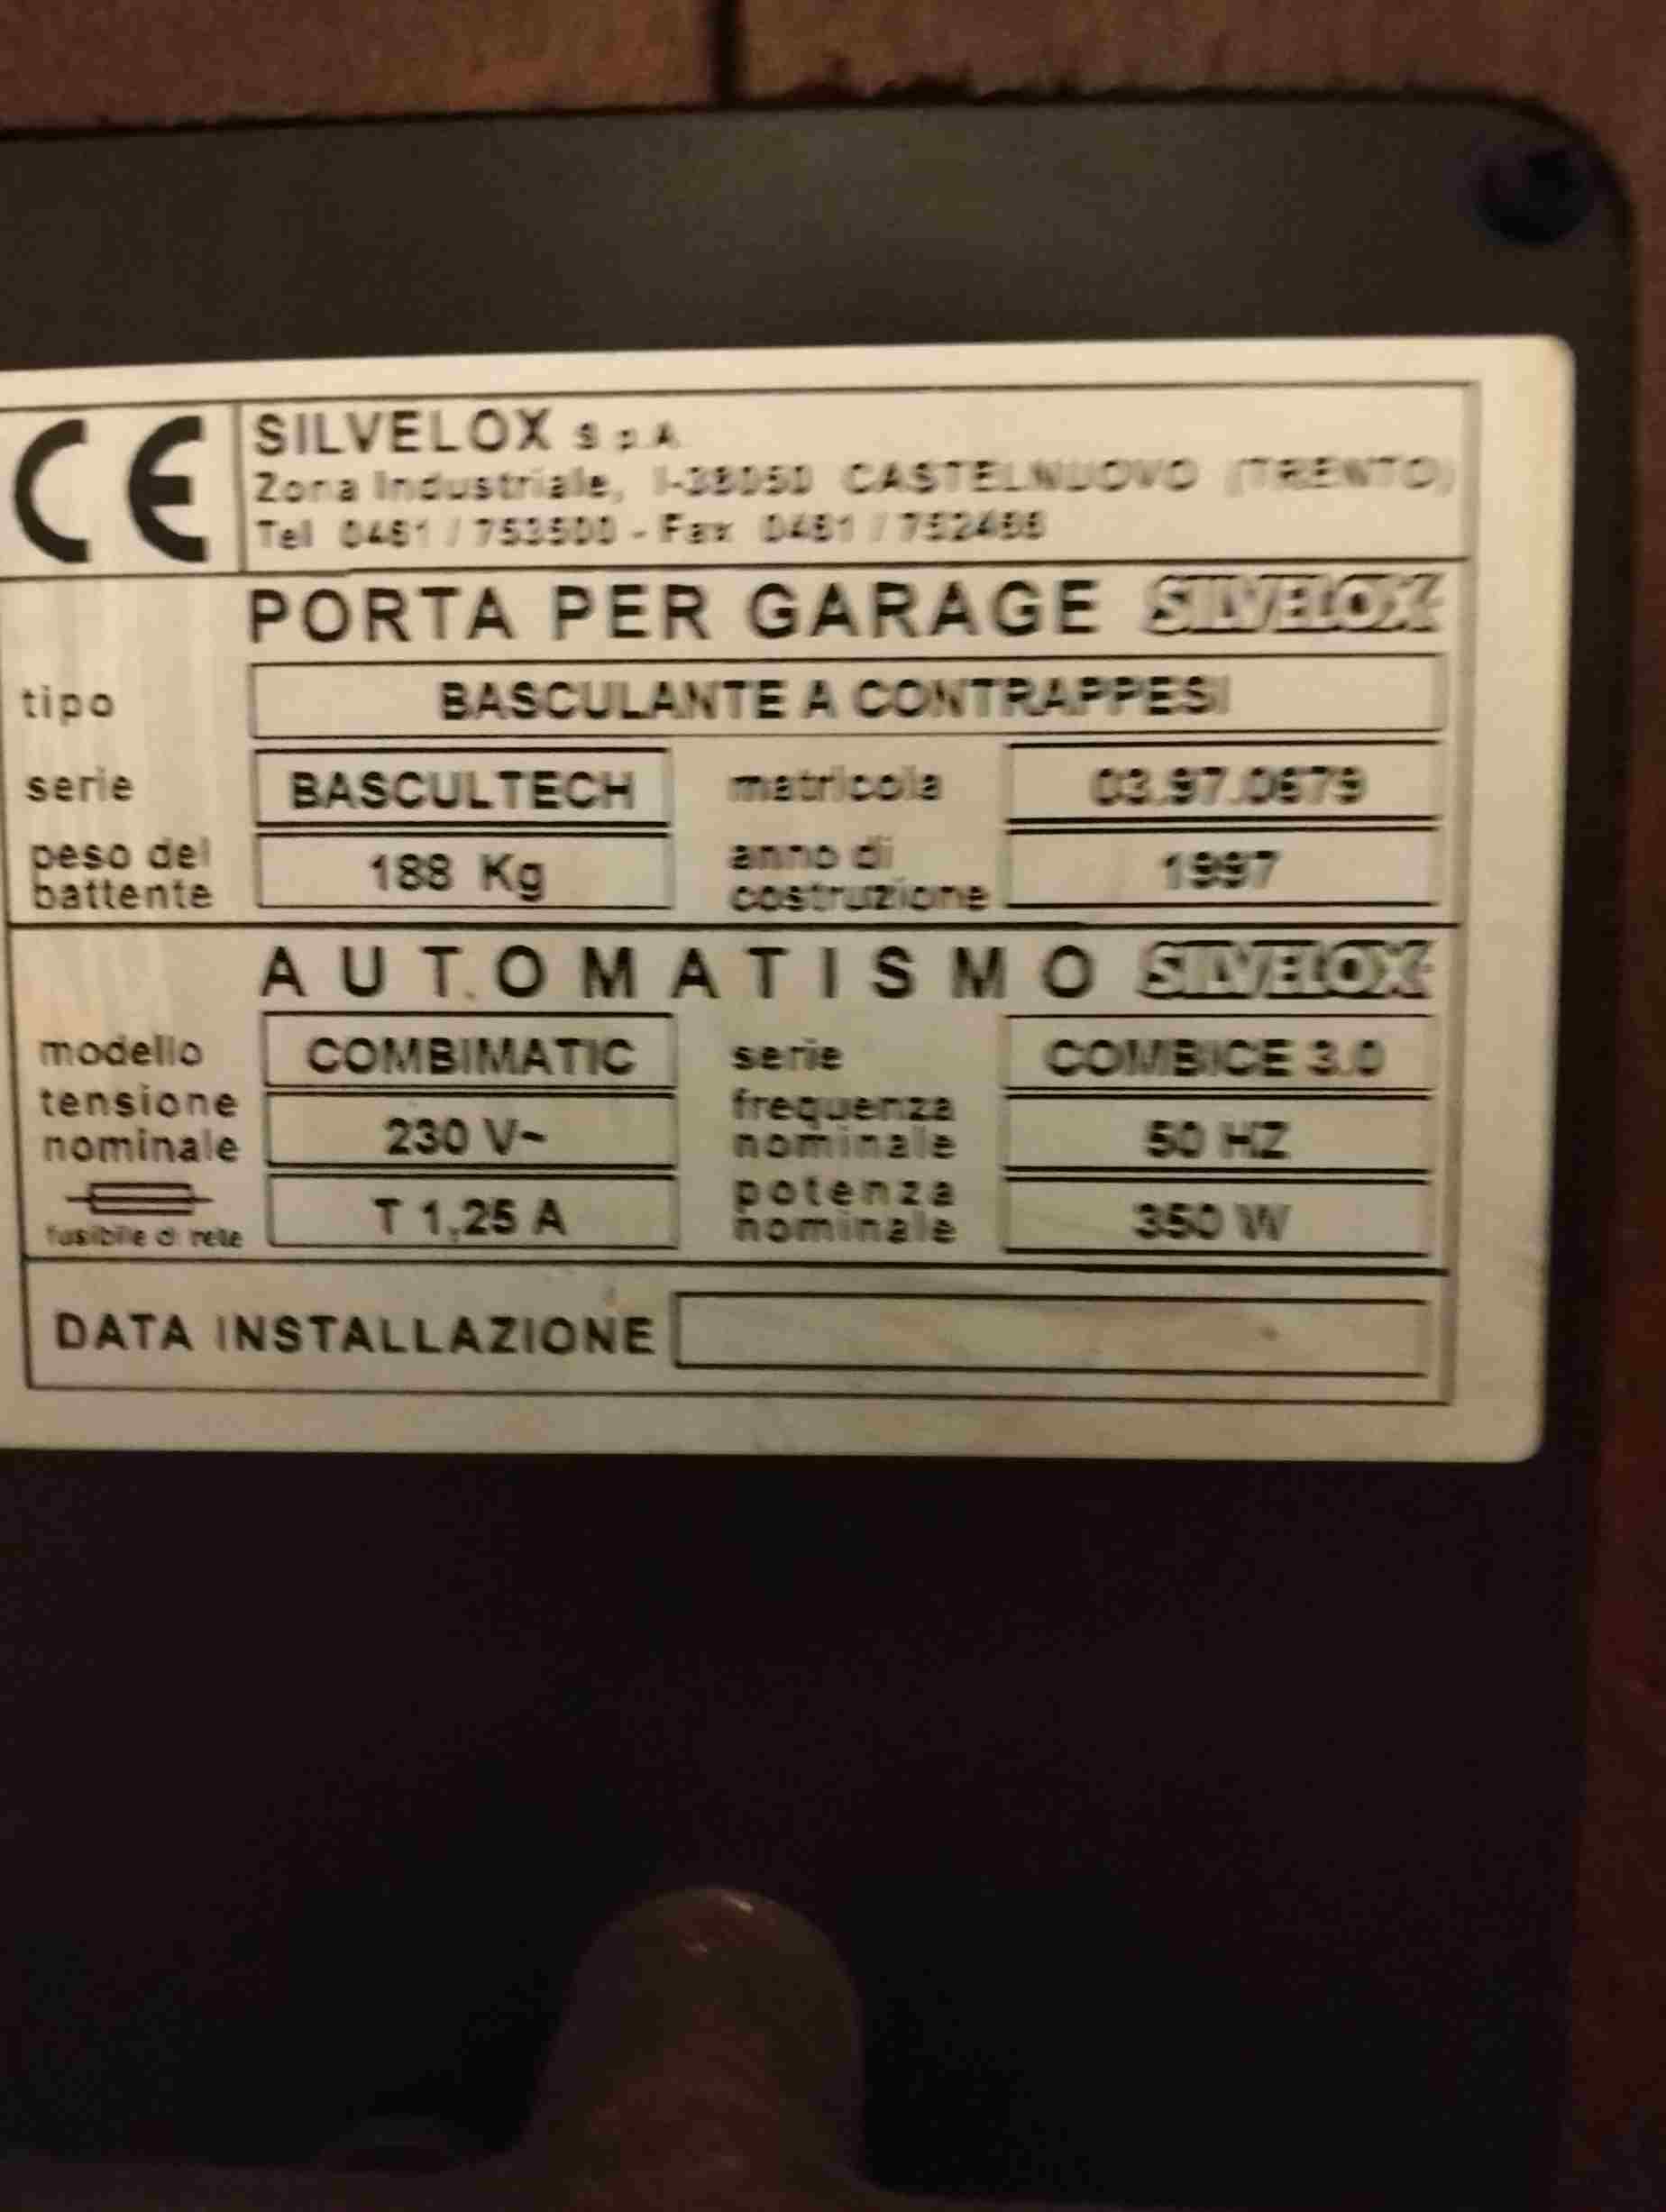 CE
SILVELOX S.p.A.
Zona Industriale, I-38050 CASTELNUOVO (TRENTO)
Tel 0461 / 753500 - Fax 0461 /
PORTA PER GARAGE SILVELOX
tipo BASCULANTE A CONTRAPPESI
serie BASCULTECH matricola 03.97.0679
peso del battente 188 Kg anno di costruzione 1997
AUTOMATISMO SILVELOX
modello COMBIMATIC serie COMBICE 3.0
tensione nominale 230 V~ frequenza nominale 50 HZ
fusibile di rete T 1,25 A potenza nominale 350 W
DATA INSTALLAZIONE